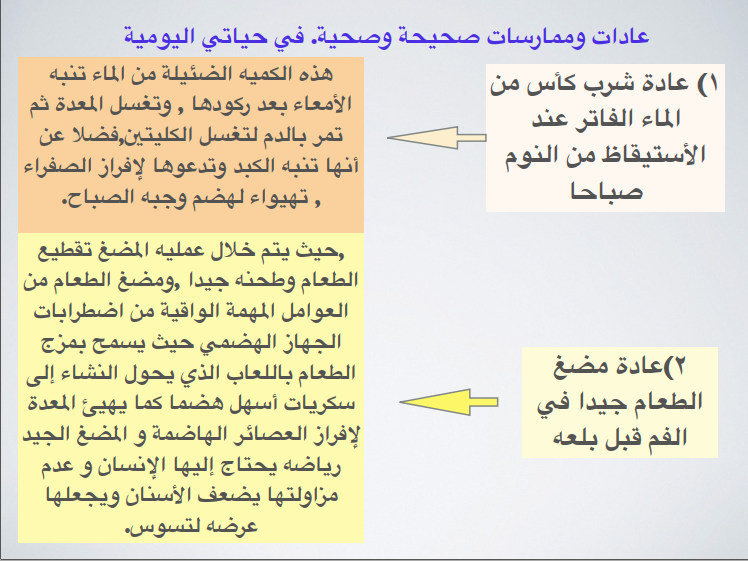 عادات وممارسات صحيحة وصحية. في حياتي اليومية
١) عادة شرب كأس من
الماء الفاتر عند
الأستيقاظ من النوم
صباحا
هذه الكميه الضئيلة من الماء تنبه
الأمعاء بعد ركودها , وتغسل المعدة ثم
تمر بالدم لتغسل الكليتين,فضلا عن
أنها تنبه الكبد وتدعوها لإفراز الصفراء
, تهيواء لهضم وجبه الصباح.
٢)عادة مضغ
الطعام جيدا في
الفم قبل بلعه
,حيث يتم خلال عمليه المضغ تقطيع
الطعام وطحنه جيدا ,ومضغ الطعام من
العوامل المهمة الواقية من اضطرابات
الجهاز الهضمي حيث يسمح بمزج
الطعام باللعاب الذي يحول النشاء إلى
سكريات أسهل هضما كما يهيئ المعدة
لإفراز العصائر الهاضمة و المضغ الجيد
رياضه يحتاج إليها الإنسان و عدم
مزاولتها يضعف الأسنان ويجعلها
عرضه لتسوس.